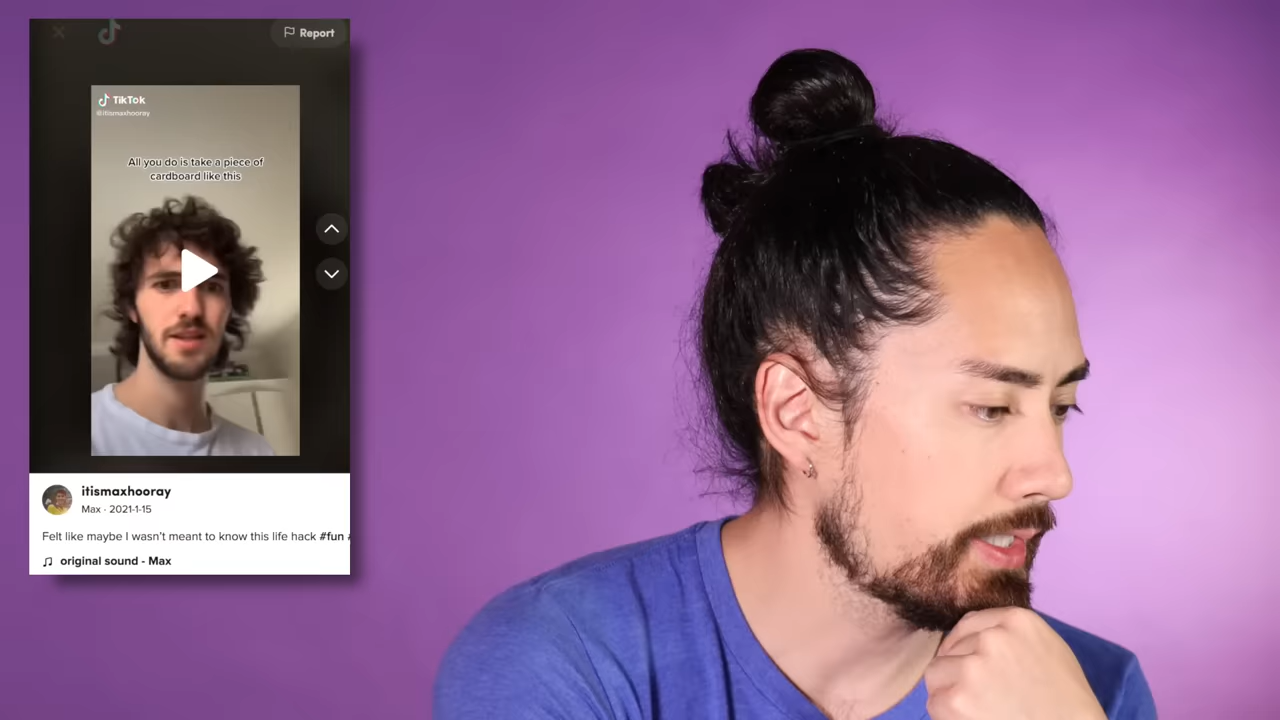 Report
TikTok
@itismaxhooray
All you do is take a piece of
cardboard like this
itismaxhooray
Max · 2021-1-15
Felt like maybe I wasn't meant to know this life hack #fun #
original sound - Max